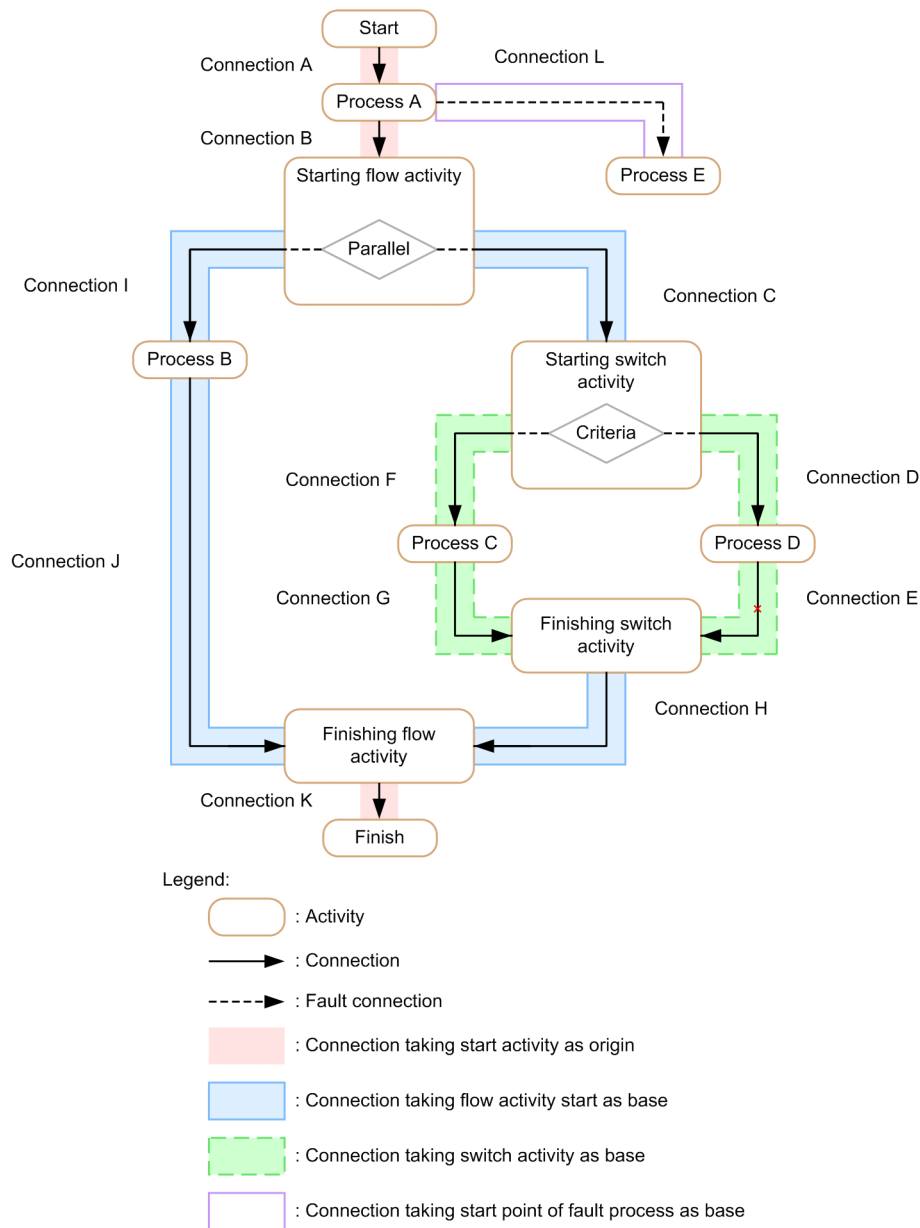 Start
Connection A
Connection L
Process A
Connection B
Process E
Starting flow activity
Parallel
Connection I
Connection C
Process B
Starting switch
activity
Criteria
Connection F
Connection D
Process C
Process D
Connection J
Connection G
Connection E
Finishing switch
activity
Connection H
Finishing flow
activity
Connection K
Finish
Legend:
: Activity
: Connection
: Fault connection
: Connection taking start activity as origin
: Connection taking flow activity start as base
: Connection taking switch activity as base
: Connection taking start point of fault process as base